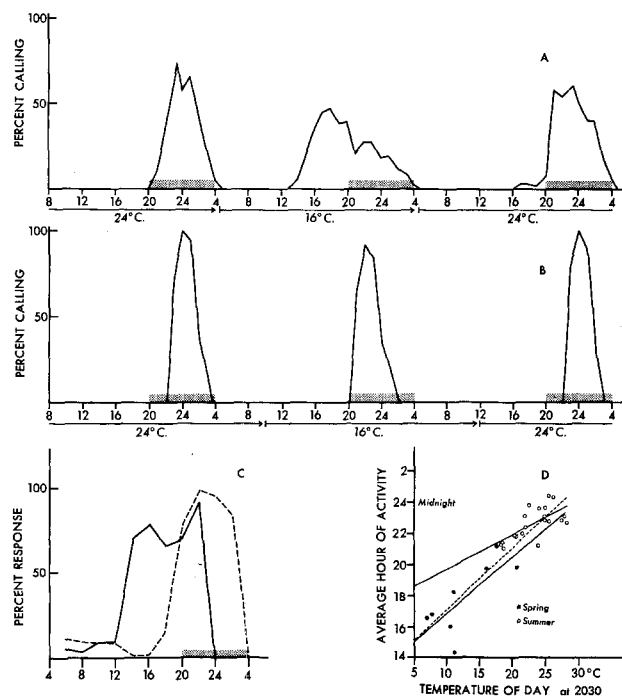 100
A
PERCENT CALLING
50
8 12 16 20 24 4 8 12 16 20 24 4 8 12 16 20 24 4
24°C. 16°C. 24°C.
100
B
PERCENT CALLING
50
8 12 16 20 24 4 8 12 16 20 24 4 8 12 16 20 24 4
24°C. 16°C. 24°C.
C
100
PERCENT RESPONSE
50
4 8 12 16 20 24 4 8
D
AVERAGE HOUR OF ACTIVITY
2
Midnight
24
22
20
18
16
14
Spring
Summer
5 10 15 20 25 30°C
TEMPERATURE OF DAY at 2030